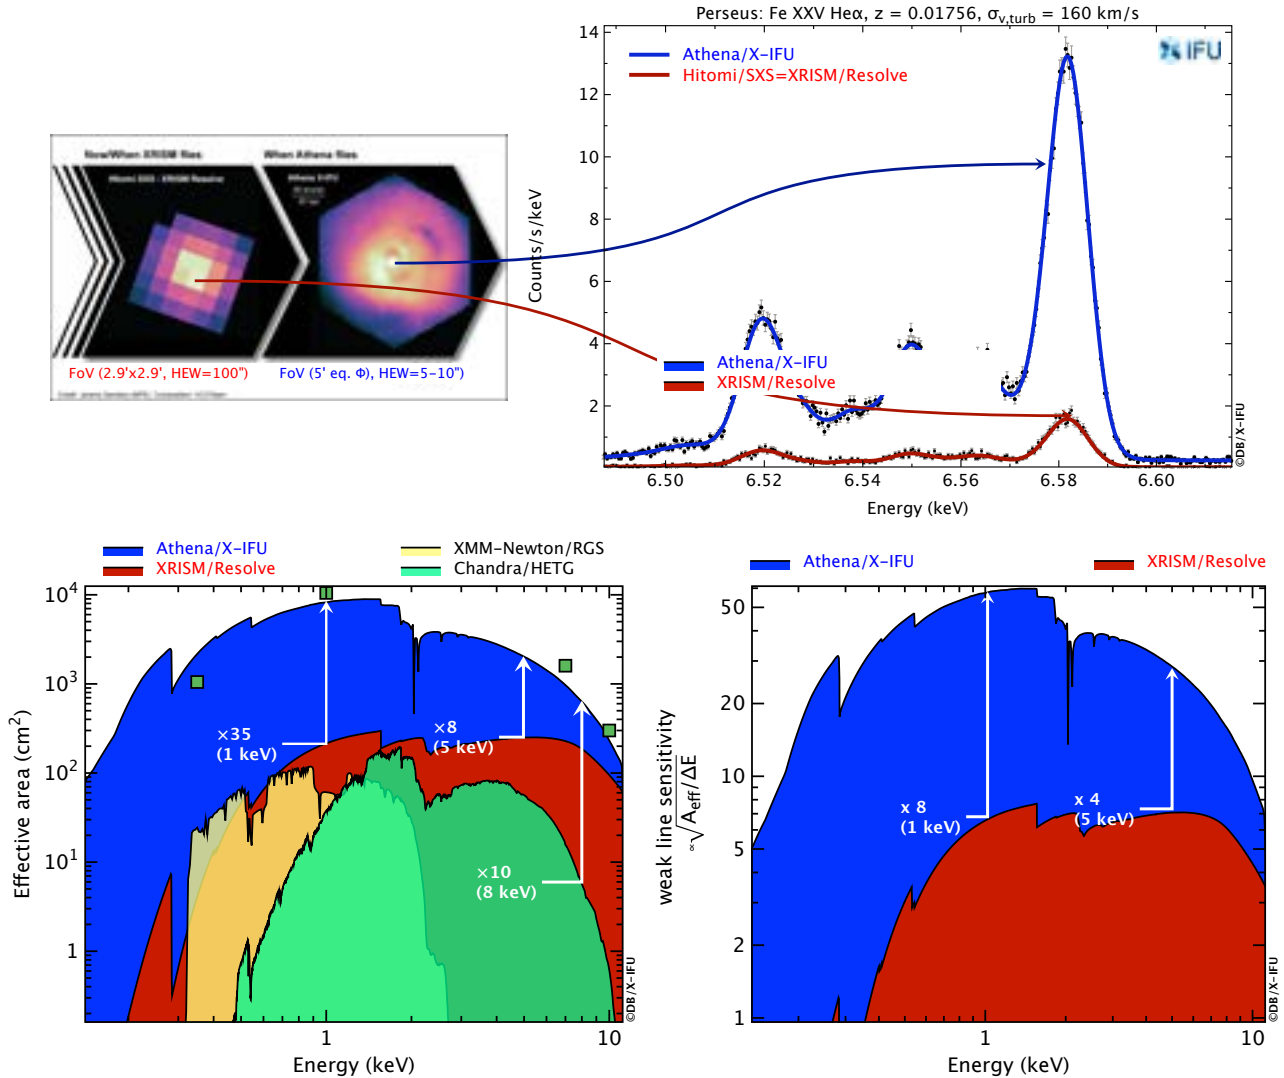 Perseus: Fe XXV Heα, z = 0.01756, σv,turb = 160 km/s
14
12
10
8
6
4
2
Counts/s/keV
Athena/X-IFU
Hitomi/SXS=XRISM/Resolve
X IFU
Athena/X-IFU
XRISM/Resolve
6.50 6.52 6.54 6.56 6.58 6.60
Energy (keV)
©DB/X-IFU
Now/When XRISM flies
When Athena flies
Hitomi SXS - XRISM Resolve
Athena X-IFU
FoV (2.9'x2.9', HEW=100")
FoV (5' eq. Φ), HEW=5-10")
Athena/X-IFU
XRISM/Resolve
XMM-Newton/RGS
Chandra/HETG
10⁴
10³
10²
10¹
1
Effective area (cm²)
×35
(1 keV)
×8
(5 keV)
×10
(8 keV)
1 10
Energy (keV)
©DB/X-IFU
Athena/X-IFU
XRISM/Resolve
50
20
10
5
2
1
weak line sensitivity
∝√Aeff/ΔE
x 8
(1 keV)
x 4
(5 keV)
1 10
Energy (keV)
©DB/X-IFU